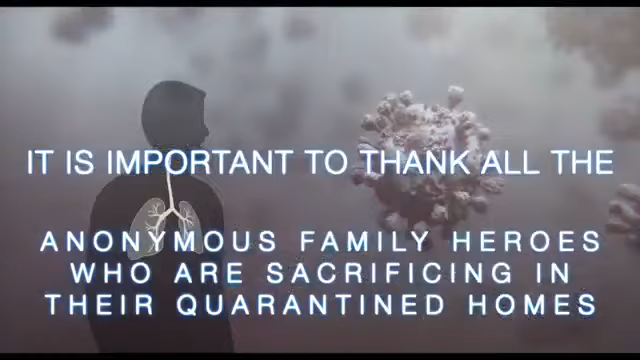 IT IS IMPORTANT TO THANK ALL THE
ANONYMOUS FAMILY HEROES
WHO ARE SACRIFICING IN
THEIR QUARANTINED HOMES